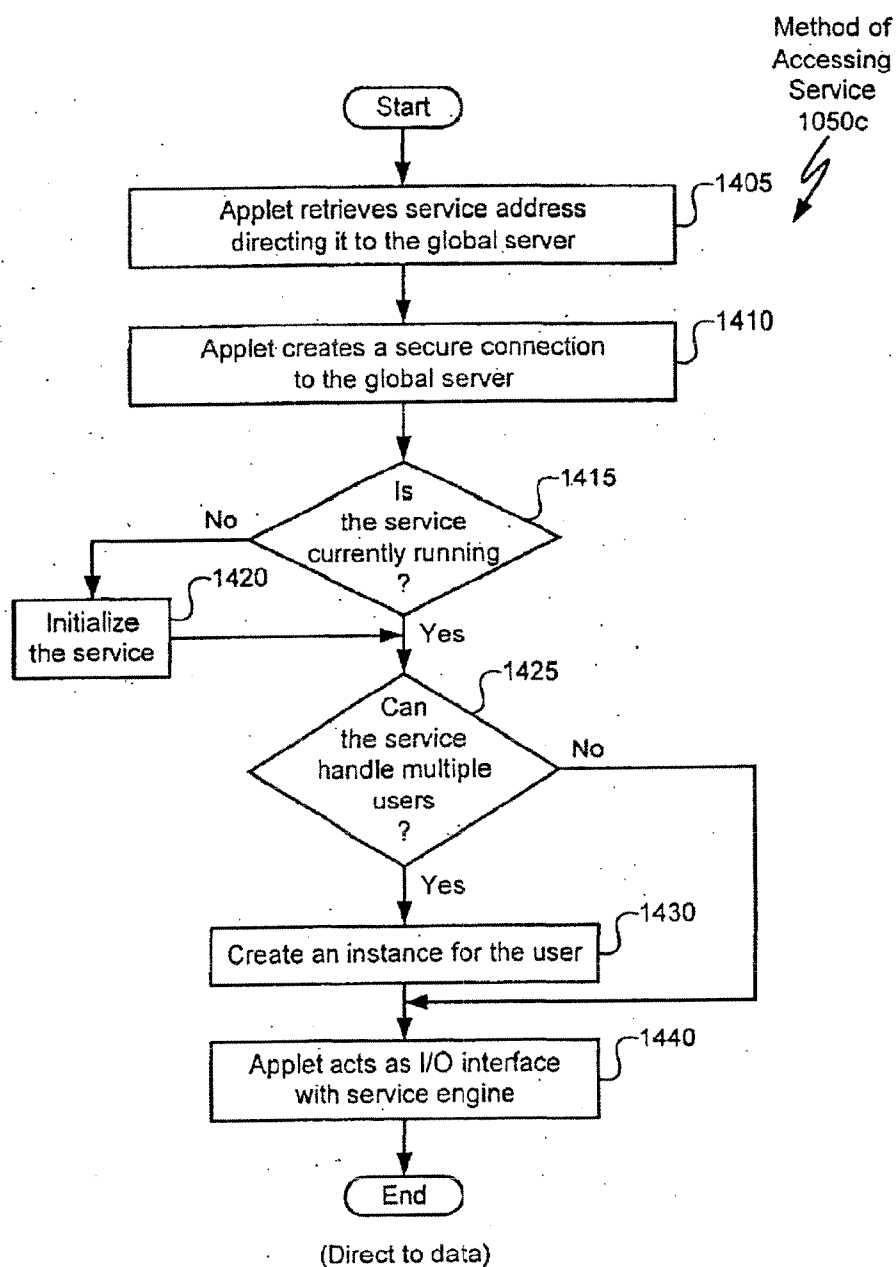 Method of
Accessing
Service
1050c
Start
1405
Applet retrieves service address
directing it to the global server
1410
Applet creates a secure connection
to the global server
1415
Is
the service
currently running
?
No
1420
Initialize
the service
Yes
1425
Can
the service
handle multiple
users
?
No
Yes
1430
Create an instance for the user
1440
Applet acts as I/O interface
with service engine
End
(Direct to data)